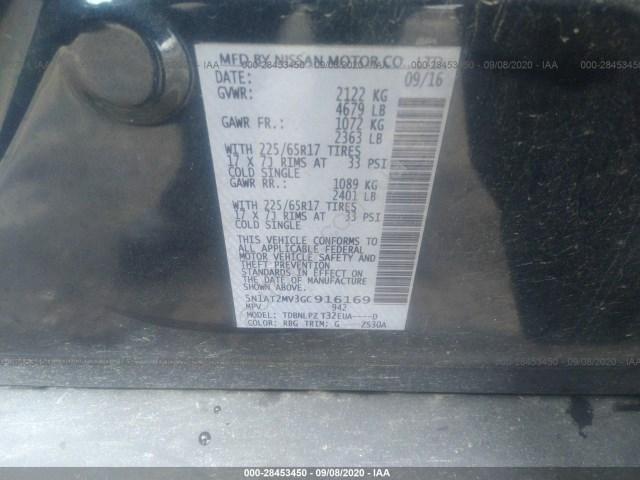 000-28453450 - 09/08/2020 - IAA
MFD BY NISSAN MOTOR CO
DATE: 09/16
GVWR: 2122 KG
4679 LB
GAWR FR.: 1072 KG
2363 LB
WITH 225/65R17 TIRES
17 X 7J RIMS AT 33 PSI
COLD SINGLE
GAWR RR.: 1089 KG
2401 LB
WITH 225/65R17 TIRES
17 X 7J RIMS AT 33 PSI
COLD SINGLE
THIS VEHICLE CONFORMS TO
ALL APPLICABLE FEDERAL
MOTOR VEHICLE SAFETY AND
THEFT PREVENTION
STANDARDS IN EFFECT ON
DATE OF MANUFACTURE
SHOWN ABOVE.
5N1AT2MV3GC916169
MPV 942
MODEL: TDBNLPZ T32EUA----D
COLOR: RBG TRIM: G ZS30A
000-28453450 - 09/08/2020 - IAA